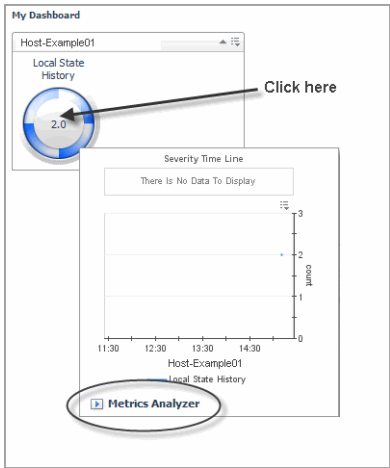 My Dashboard
Host-Example01
Local State
History
2.0
Click here
Severity Time Line
There Is No Data To Display
3
2
1
0
count
11:30 12:30 13:30 14:30
Host-Example01
Local State History
Metrics Analyzer